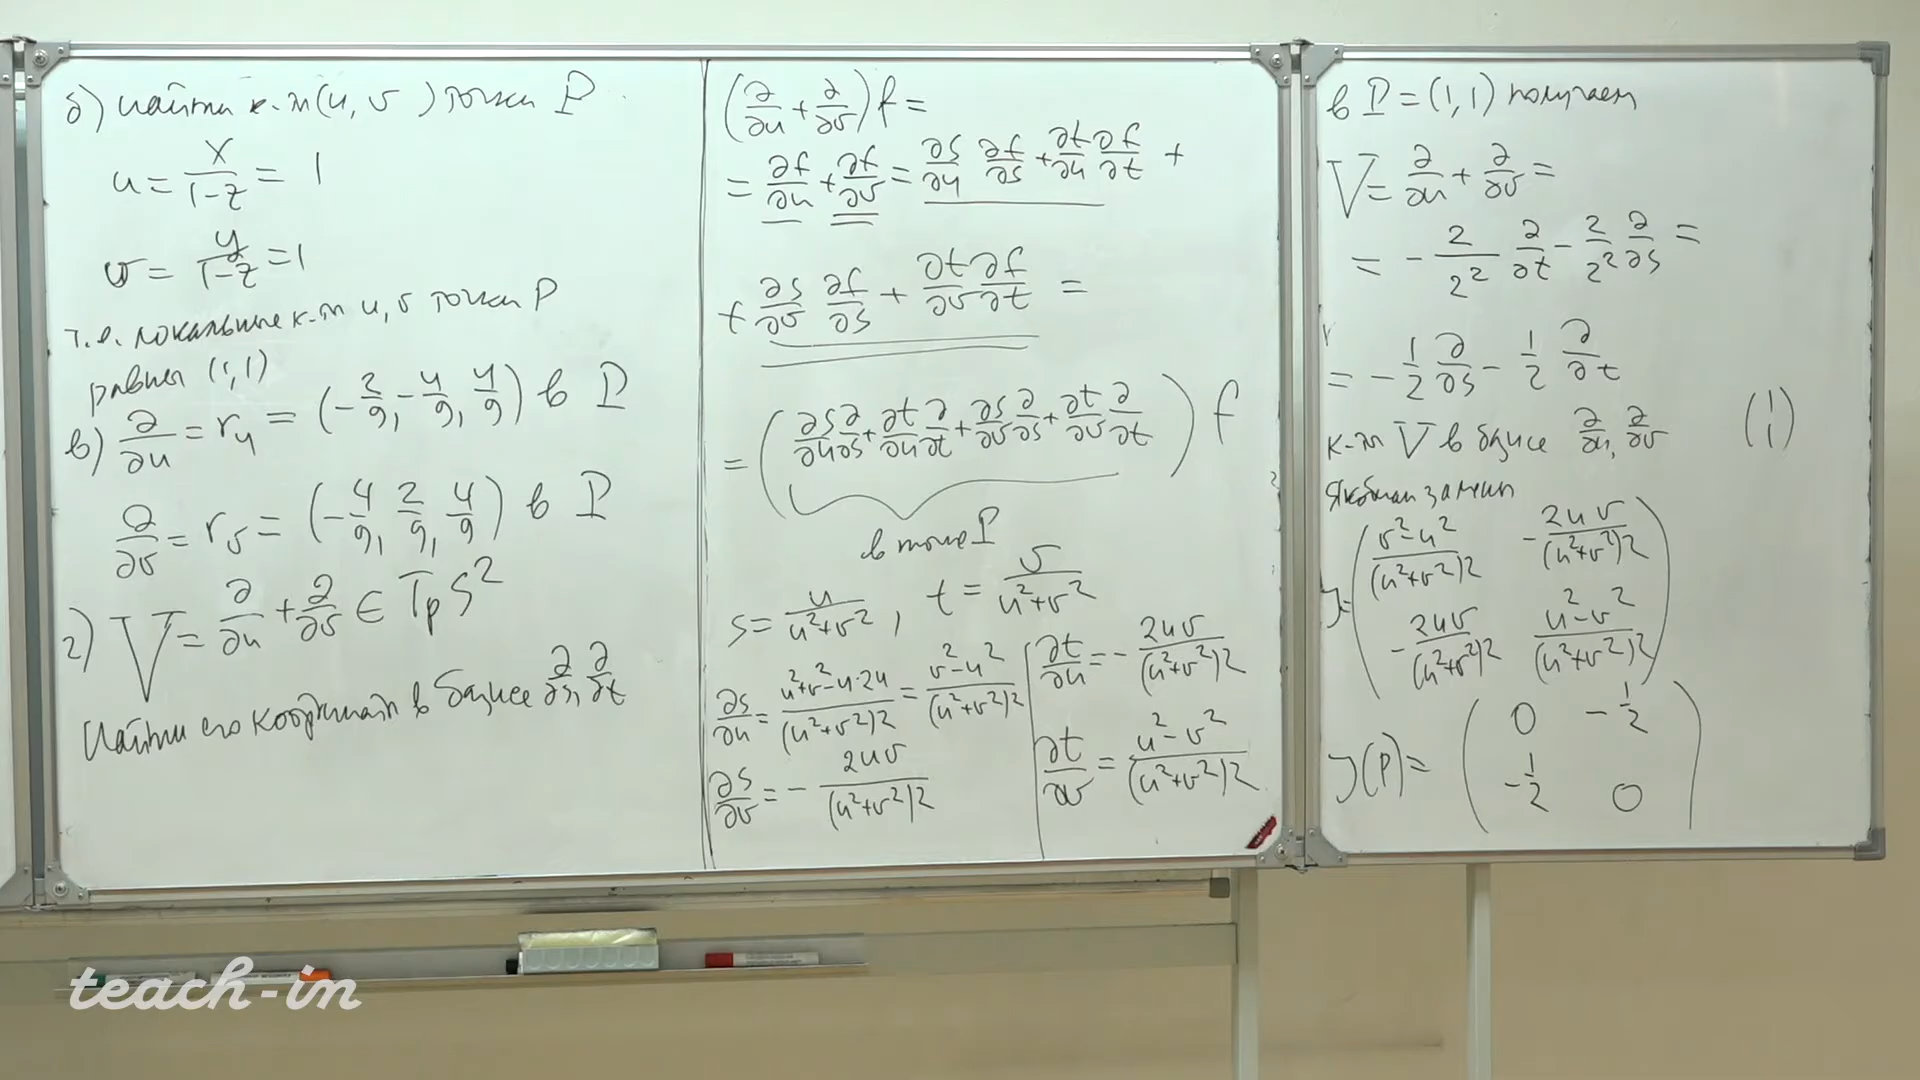 б) найти к-ты (u, v) точки P.
u = x/(1-z) = 1
v = y/(1-z) = 1
т.е. локальные к-ты u, v точки P
равны (1,1)
в) ∂/∂u = r_u = (-2/9, -4/9, 4/9) в P
∂/∂v = r_v = (-4/9, 2/9, 4/9) в P
г) V = ∂/∂u + ∂/∂v ∈ T_p S²
Найти его координаты в базисе ∂/∂s, ∂/∂t
(∂/∂u + ∂/∂v) f =
= ∂f/∂u + ∂f/∂v = ∂s/∂u ∂f/∂s + ∂t/∂u ∂f/∂t +
+ ∂s/∂v ∂f/∂s + ∂t/∂v ∂f/∂t =
= (∂s/∂u ∂/∂s + ∂t/∂u ∂/∂t + ∂s/∂v ∂/∂s + ∂t/∂v ∂/∂t) f
в точке P
s = u/(u²+v²), t = v/(u²+v²)
∂s/∂u = (u²+v²-u·2u)/(u²+v²)² = (v²-u²)/(u²+v²)²
∂s/∂v = - 2uv/(u²+v²)²
∂t/∂u = - 2uv/(u²+v²)²
∂t/∂v = (u²-v²)/(u²+v²)²
в P = (1,1) получаем
V = ∂/∂u + ∂/∂v =
= - 2/2² ∂/∂t - 2/2² ∂/∂s =
= - 1/2 ∂/∂s - 1/2 ∂/∂t
к-ты V в базисе ∂/∂u, ∂/∂v (1 1)
Якобиан замены
J = ((v²-u²)/(u²+v²)² -2uv/(u²+v²)²
-2uv/(u²+v²)² (u²-v²)/(u²+v²)²)
J(P) = (0 -1/2
-1/2 0)
teach-in